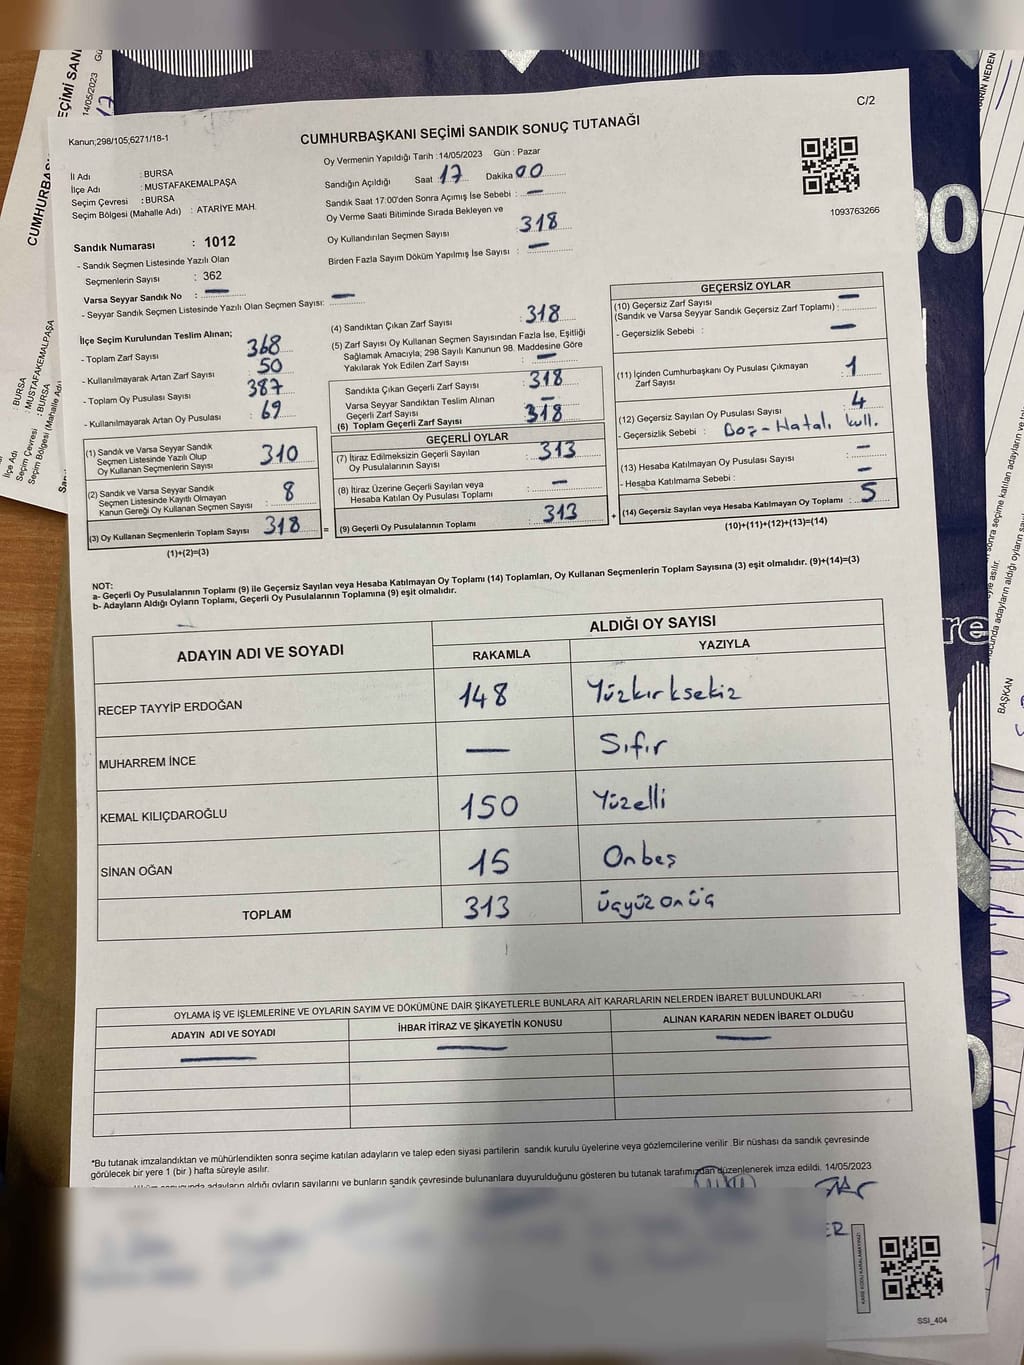 C/2
Kanun;298/105;6271/18-1
CUMHURBAŞKANI SEÇİMİ SANDIK SONUÇ TUTANAĞI
İl Adı : BURSA
İlçe Adı : MUSTAFAKEMALPAŞA
Seçim Çevresi : BURSA
Seçim Bölgesi (Mahalle Adı) : ATARİYE MAH.
Oy Vermenin Yapıldığı Tarih :14/05/2023 Gün : Pazar
Sandığın Açıldığı Saat 17 Dakika 00
Sandık Saat 17:00'den Sonra Açımış İse Sebebi : —
Oy Verme Saati Bitiminde Sırada Bekleyen ve
Oy Kullandırılan Seçmen Sayısı : 318
Birden Fazla Sayım Döküm Yapılmış İse Sayısı : —
1093763266
Sandık Numarası : 1012
- Sandık Seçmen Listesinde Yazılı Olan
Seçmenlerin Sayısı : 362
Varsa Seyyar Sandık No : —
- Seyyar Sandık Seçmen Listesinde Yazılı Olan Seçmen Sayısı: —
İlçe Seçim Kurulundan Teslim Alınan;
- Toplam Zarf Sayısı 368
- Kullanılmayarak Artan Zarf Sayısı 50
- Toplam Oy Pusulası Sayısı 387
- Kullanılmayarak Artan Oy Pusulası 69
(1) Sandık ve Varsa Seyyar Sandık
Seçmen Listesinde Yazılı Olup
Oy Kullanan Seçmenlerin Sayısı 310
(2) Sandık ve Varsa Seyyar Sandık
Seçmen Listesinde Kayıtlı Olmayan
Kanun Gereği Oy Kullanan Seçmen Sayısı : 8
(3) Oy Kullanan Seçmenlerin Toplam Sayısı 318 =
(1)+(2)=(3)
(4) Sandıktan Çıkan Zarf Sayısı : 318
(5) Zarf Sayısı Oy Kullanan Seçmen Sayısından Fazla İse, Eşitliği
Sağlamak Amacıyla; 298 Sayılı Kanunun 98. Maddesine Göre
Yakılarak Yok Edilen Zarf Sayısı : —
Sandıkta Çıkan Geçerli Zarf Sayısı : 318
Varsa Seyyar Sandıktan Teslim Alınan
Geçerli Zarf Sayısı : —
(6) Toplam Geçerli Zarf Sayısı : 318
GEÇERLİ OYLAR
(7) İtiraz Edilmeksizin Geçerli Sayılan
Oy Pusulalarının Sayısı : 313
(8) İtiraz Üzerine Geçerli Sayılan veya
Hesaba Katılan Oy Pusulası Toplamı : —
(9) Geçerli Oy Pusulalarının Toplamı : 313 +
GEÇERSİZ OYLAR
(10) Geçersiz Zarf Sayısı —
(Sandık ve Varsa Seyyar Sandık Geçersiz Zarf Toplamı) :
- Geçersizlik Sebebi : —
(11) İçinden Cumhurbaşkanı Oy Pusulası Çıkmayan
Zarf Sayısı : 1
(12) Geçersiz Sayılan Oy Pusulası Sayısı : 4
- Geçersizlik Sebebi : Boş-Hatalı kull.
(13) Hesaba Katılmayan Oy Pusulası Sayısı : —
- Hesaba Katılmama Sebebi : —
(14) Geçersiz Sayılan veya Hesaba Katılmayan Oy Toplamı : 5
(10)+(11)+(12)+(13)=(14)
NOT:
a- Geçerli Oy Pusulalarının Toplamı (9) ile Geçersiz Sayılan veya Hesaba Katılmayan Oy Toplamı (14) Toplamları, Oy Kullanan Seçmenlerin Toplam Sayısına (3) eşit olmalıdır. (9)+(14)=(3)
b- Adayların Aldığı Oyların Toplamı, Geçerli Oy Pusulalarının Toplamına (9) eşit olmalıdır.
ADAYIN ADI VE SOYADI
ALDIĞI OY SAYISI
RAKAMLA YAZIYLA
RECEP TAYYİP ERDOĞAN 148 Yüzkırksekiz
MUHARREM İNCE — Sıfır
KEMAL KILIÇDAROĞLU 150 Yüzelli
SİNAN OĞAN 15 Onbeş
TOPLAM 313 üçyüz onüç
OYLAMA İŞ VE İŞLEMLERİNE VE OYLARIN SAYIM VE DÖKÜMÜNE DAİR ŞİKAYETLERLE BUNLARA AİT KARARLARIN NELERDEN İBARET BULUNDUKLARI
ADAYIN ADI VE SOYADI İHBAR İTİRAZ VE ŞİKAYETİN KONUSU ALINAN KARARIN NEDEN İBARET OLDUĞU
— — —
*Bu tutanak imzalandıktan ve mühürlendikten sonra seçime katılan adayların ve talep eden siyasi partilerin sandık kurulu üyelerine veya gözlemcilerine verilir .Bir nüshası da sandık çevresinde
görülecek bir yere 1 (bir ) hafta süreyle asılır.
adayların aldığı oyların sayılarını ve bunların sandık çevresinde bulunanlara duyurulduğunu gösteren bu tutanak tarafımızdan düzenlenerek imza edildi. 14/05/2023
SSI_404